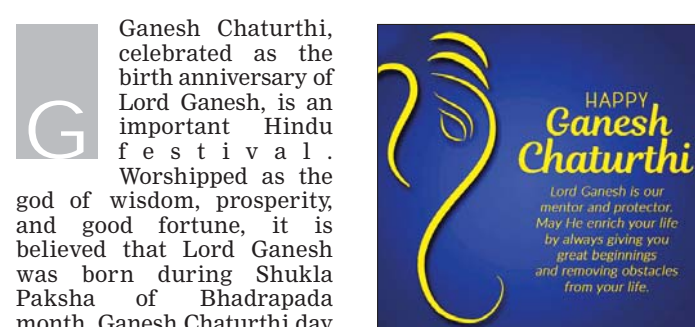 G
Ganesh Chaturthi,
celebrated as the
birth anniversary of
Lord Ganesh, is an
important Hindu
festival.
Worshipped as the
god of wisdom, prosperity,
and good fortune, it is
believed that Lord Ganesh
was born during Shukla
Paksha of Bhadrapada
month. Ganesh Chaturthi day
HAPPY
Ganesh
Chaturthi
Lord Ganesh is our
mentor and protector.
May He enrich your life
by always giving you
great beginnings
and removing obstacles
from your life.